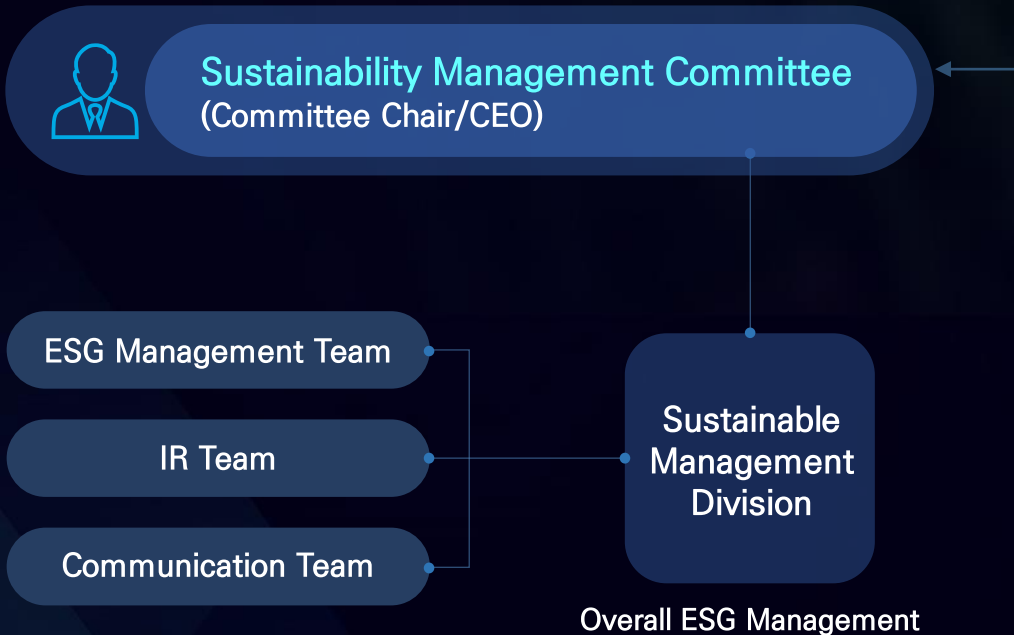 Sustainability Management Committee
(Committee Chair/CEO)
ESG Management Team
IR Team
Communication Team
Sustainable
Management
Division
Overall ESG Management